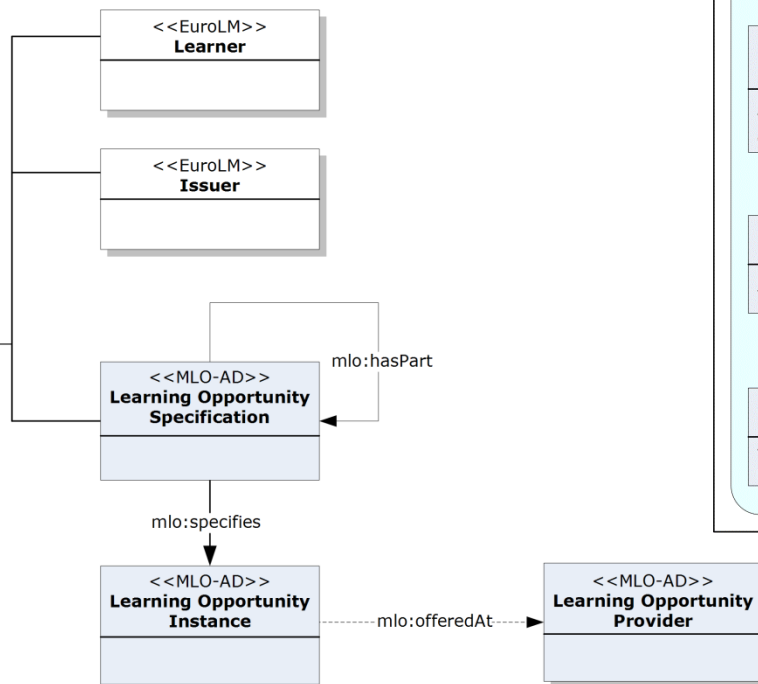 <<EuroLM>>
Learner
<<EuroLM>>
Issuer
mlo:hasPart
<<MLO-AD>>
Learning Opportunity
Specification
mlo:specifies
<<MLO-AD>>
Learning Opportunity
Instance
mlo:offeredAt
<<MLO-AD>>
Learning Opportunity
Provider